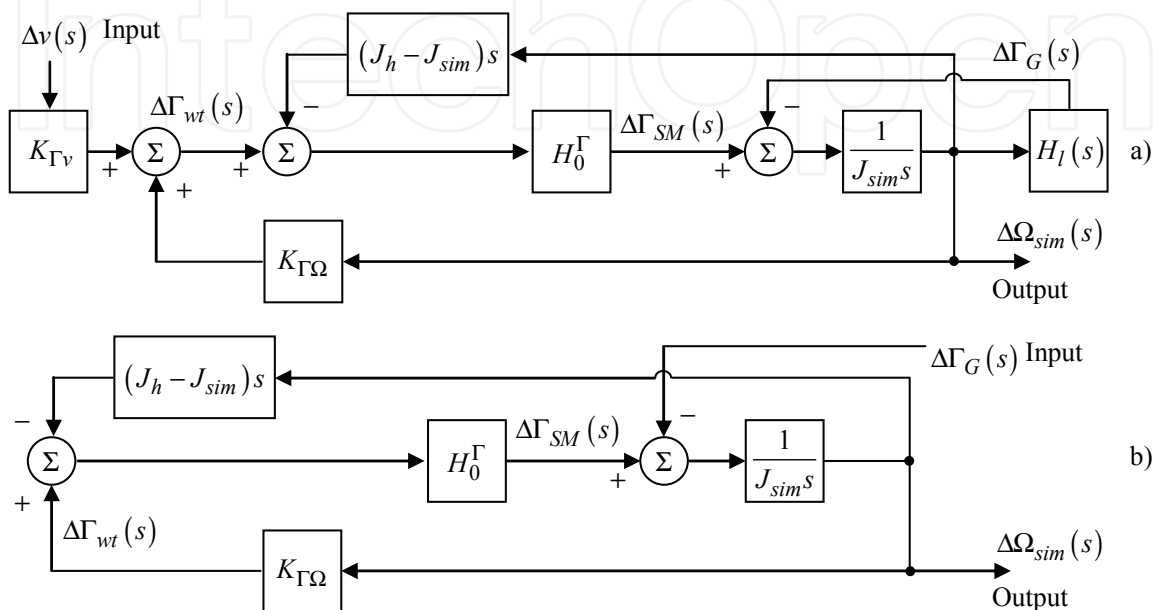 IntechOpen
Δv(s) Input
(J_h − J_sim)s
ΔΓ_G(s)
ΔΓ_wt(s)
−
−
ΔΓ_SM(s)
K_Γv
Σ
Σ
H_0^Γ
Σ
1/(J_sim s)
H_l(s)
a)
+
+
+
+
K_ΓΩ
ΔΩ_sim(s)
Output
(J_h − J_sim)s
ΔΓ_G(s) Input
−
−
ΔΓ_SM(s)
Σ
H_0^Γ
Σ
1/(J_sim s)
b)
+
+
ΔΓ_wt(s)
K_ΓΩ
ΔΩ_sim(s)
Output